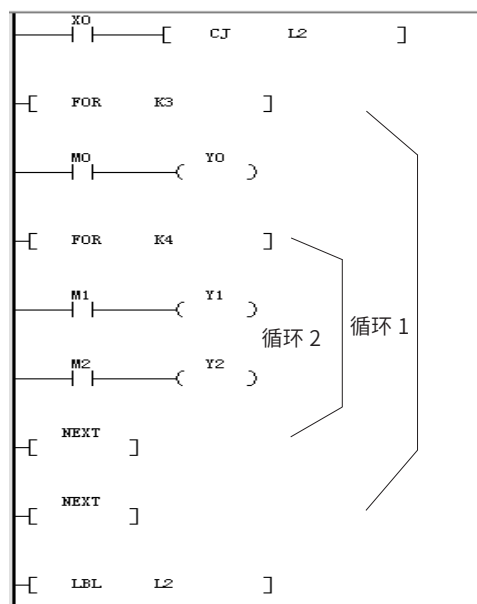 X0
CJ L2
FOR K3
M0 Y0
FOR K4
M1 Y1
循环 2 循环 1
M2 Y2
NEXT
NEXT
LBL L2